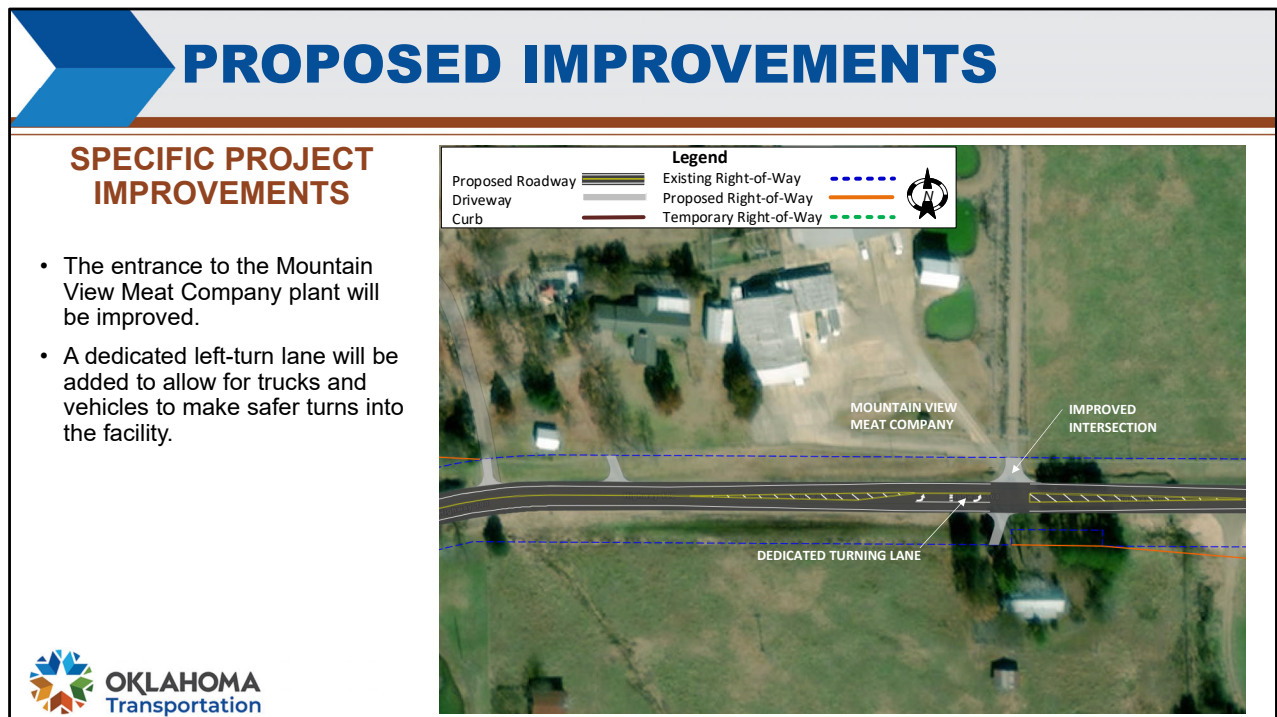 PROPOSED IMPROVEMENTS
SPECIFIC PROJECT
IMPROVEMENTS
• The entrance to the Mountain
View Meat Company plant will
be improved.
• A dedicated left-turn lane will be
added to allow for trucks and
vehicles to make safer turns into
the facility.
Legend
Proposed Roadway
Driveway
Curb
Existing Right-of-Way
Proposed Right-of-Way
Temporary Right-of-Way
N
MOUNTAIN VIEW
MEAT COMPANY
IMPROVED
INTERSECTION
DEDICATED TURNING LANE
OKLAHOMA
Transportation